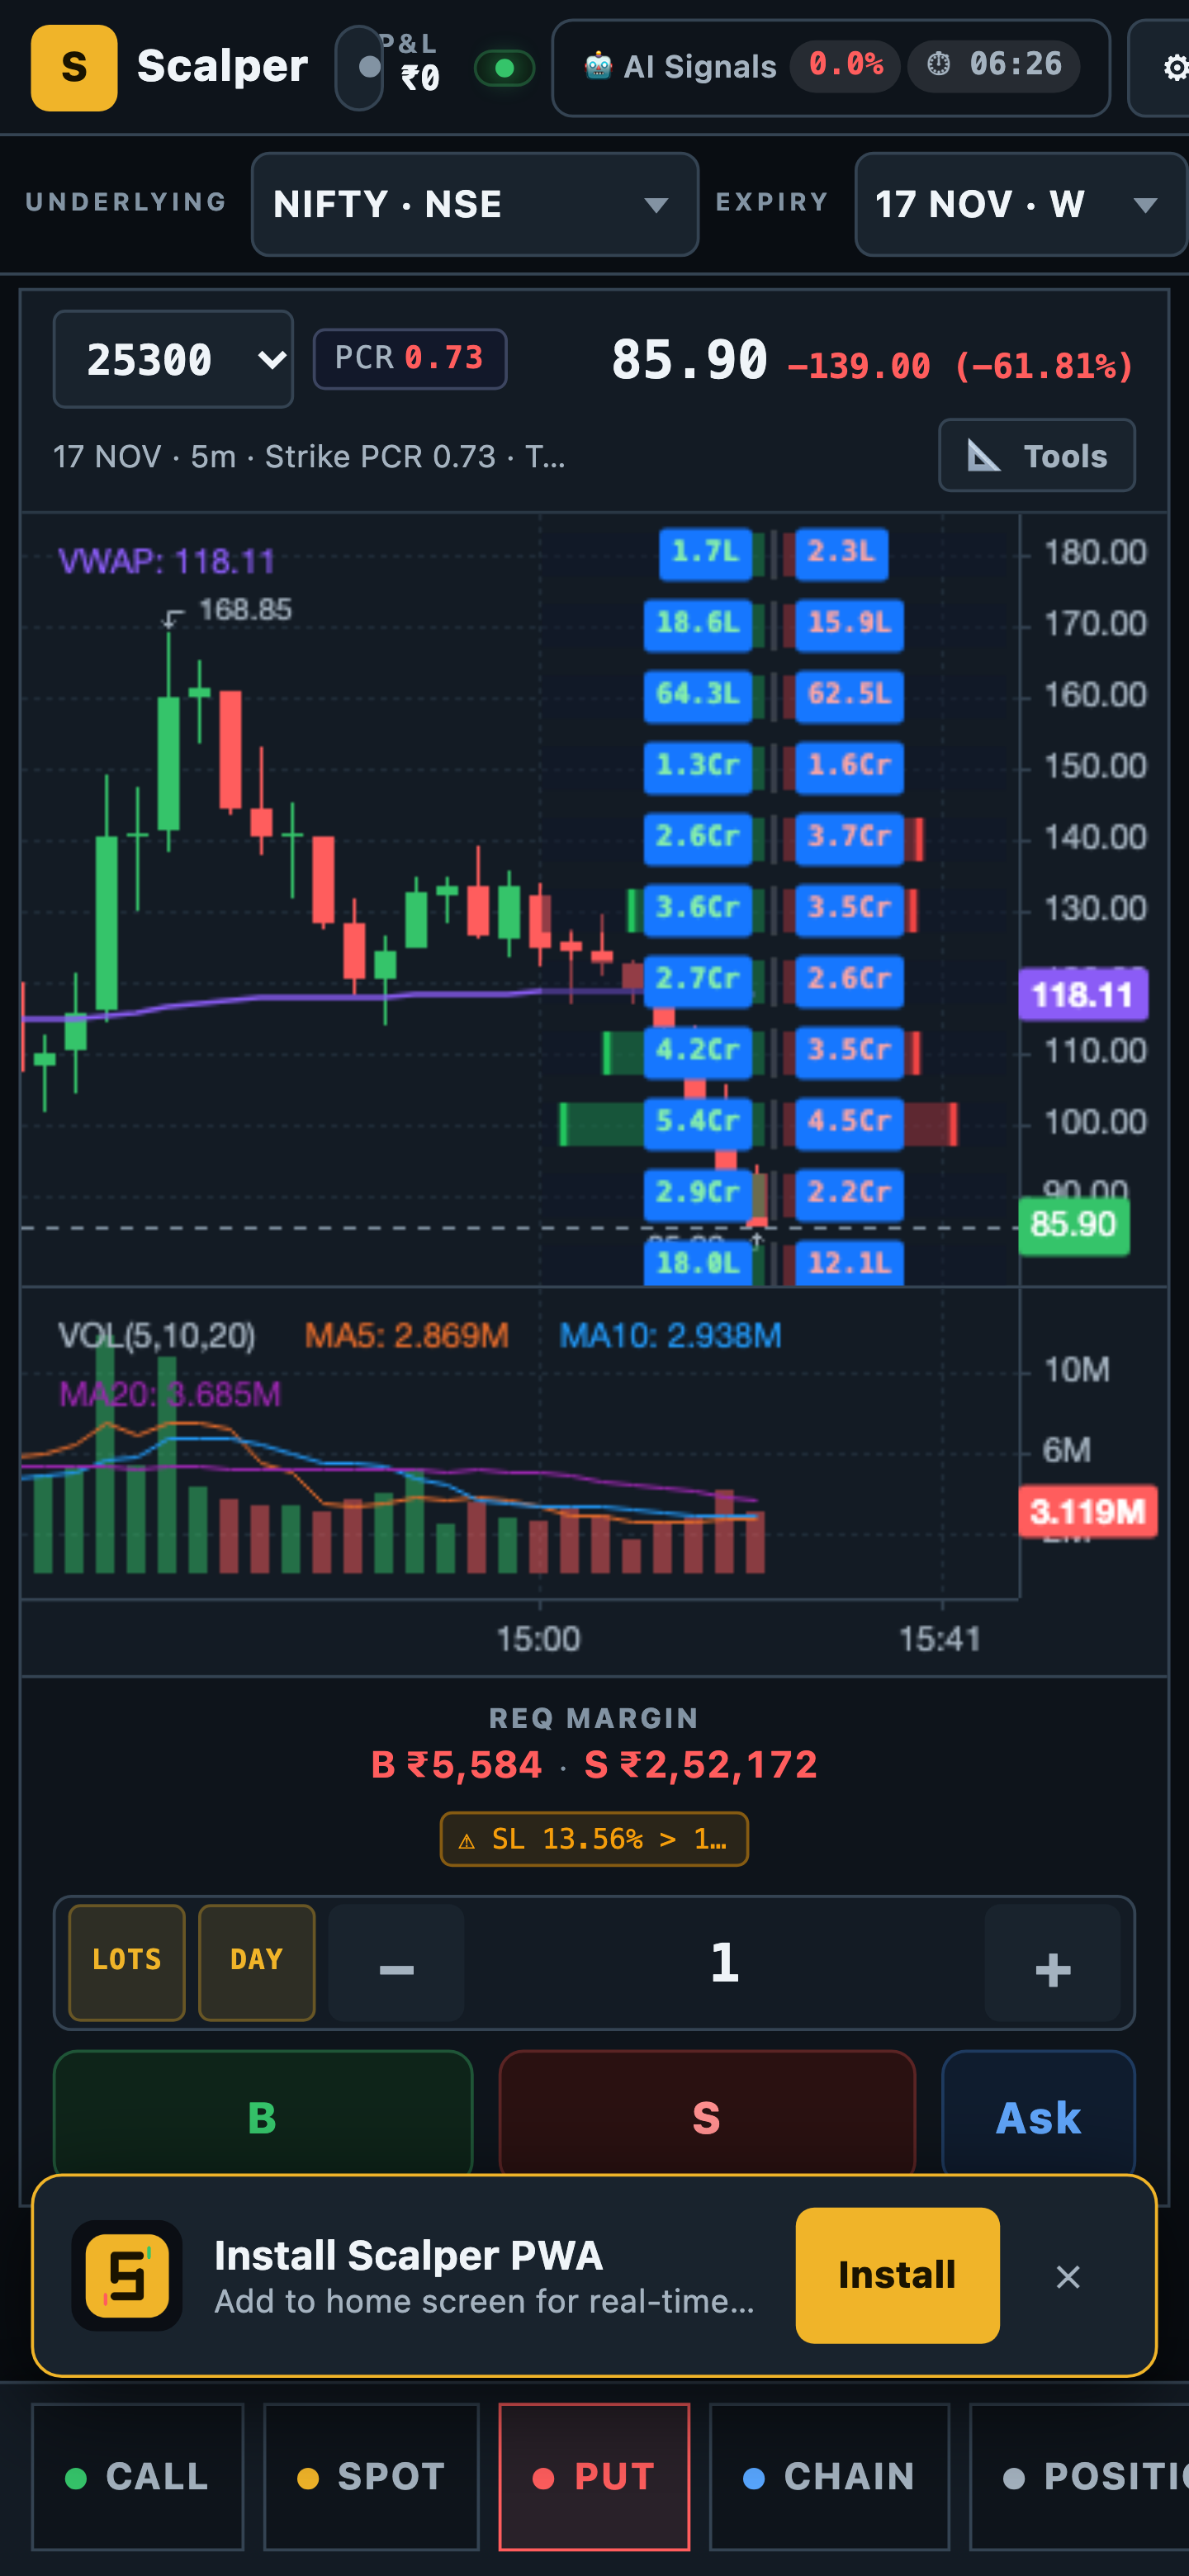 S Scalper P&L ₹0 🤖 AI Signals 0.0% ⏱ 06:26 ⚙
UNDERLYING NIFTY · NSE EXPIRY 17 NOV · W
25300 PCR 0.73 85.90 −139.00 (−61.81%)
17 NOV · 5m · Strike PCR 0.73 · T… 📐 Tools
VWAP: 118.11
168.85
1.7L 2.3L 180.00
18.6L 15.9L 170.00
64.3L 62.5L 160.00
1.3Cr 1.6Cr 150.00
2.6Cr 3.7Cr 140.00
3.6Cr 3.5Cr 130.00
2.7Cr 2.6Cr 118.11
4.2Cr 3.5Cr 110.00
5.4Cr 4.5Cr 100.00
2.9Cr 2.2Cr 90.00
85.90
18.0L 12.1L
VOL(5,10,20) MA5: 2.869M MA10: 2.938M
MA20: 3.685M
10M
6M
3.119M
15:00 15:41
REQ MARGIN
B ₹5,584 · S ₹2,52,172
⚠ SL 13.56% > 1…
LOTS DAY − 1 +
B S Ask
S Install Scalper PWA
Add to home screen for real-time…
Install ×
CALL SPOT PUT CHAIN POSITIO